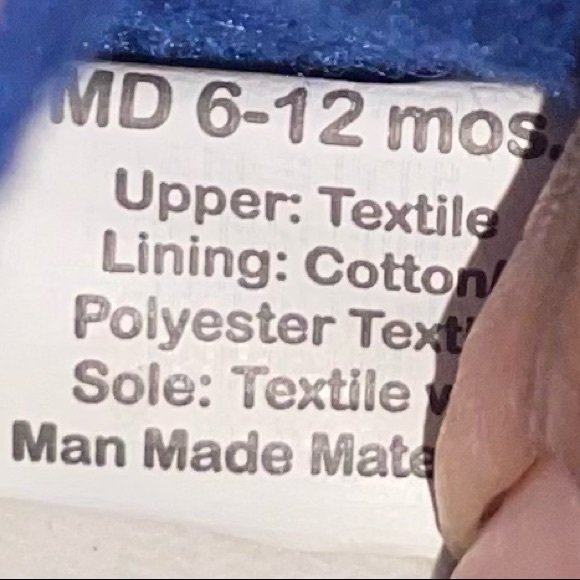 MD 6-12 mos.
Upper: Textile
Lining: Cotton/
Polyester Text
Sole: Textile
Man Made Mate